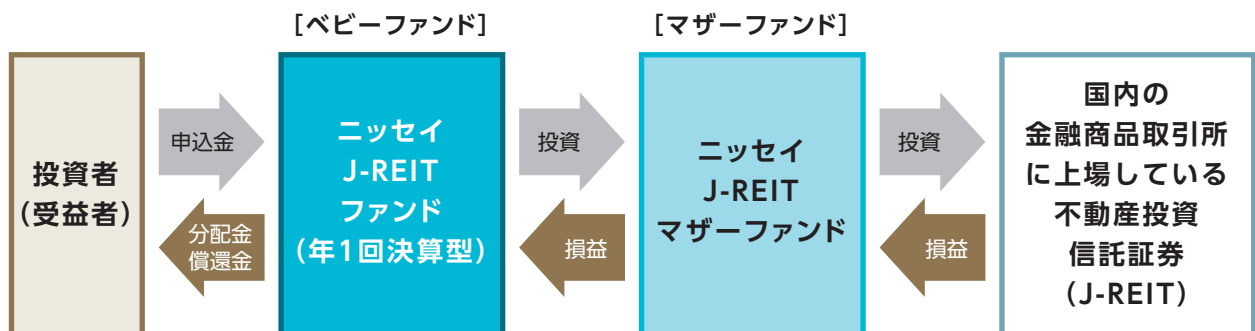 [ベビーファンド]
[マザーファンド]
投資者
(受益者)
申込金
分配金
償還金
ニッセイ
J-REIT
ファンド
(年1回決算型)
投資
損益
ニッセイ
J-REIT
マザーファンド
投資
損益
国内の
金融商品取引所
に上場している
不動産投資
信託証券
(J-REIT)